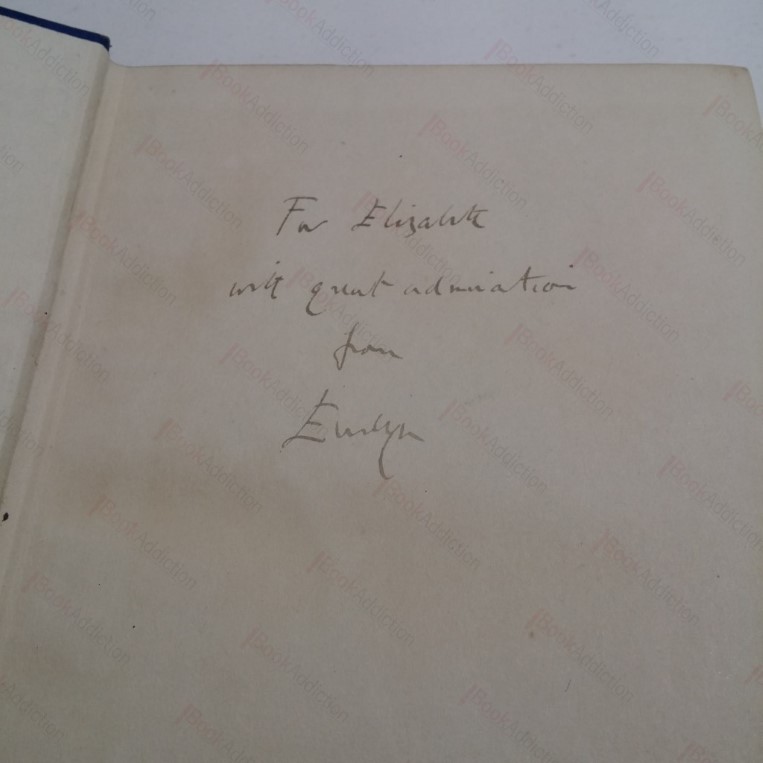 For Elizabeth
with great admiration
from
Evelyn